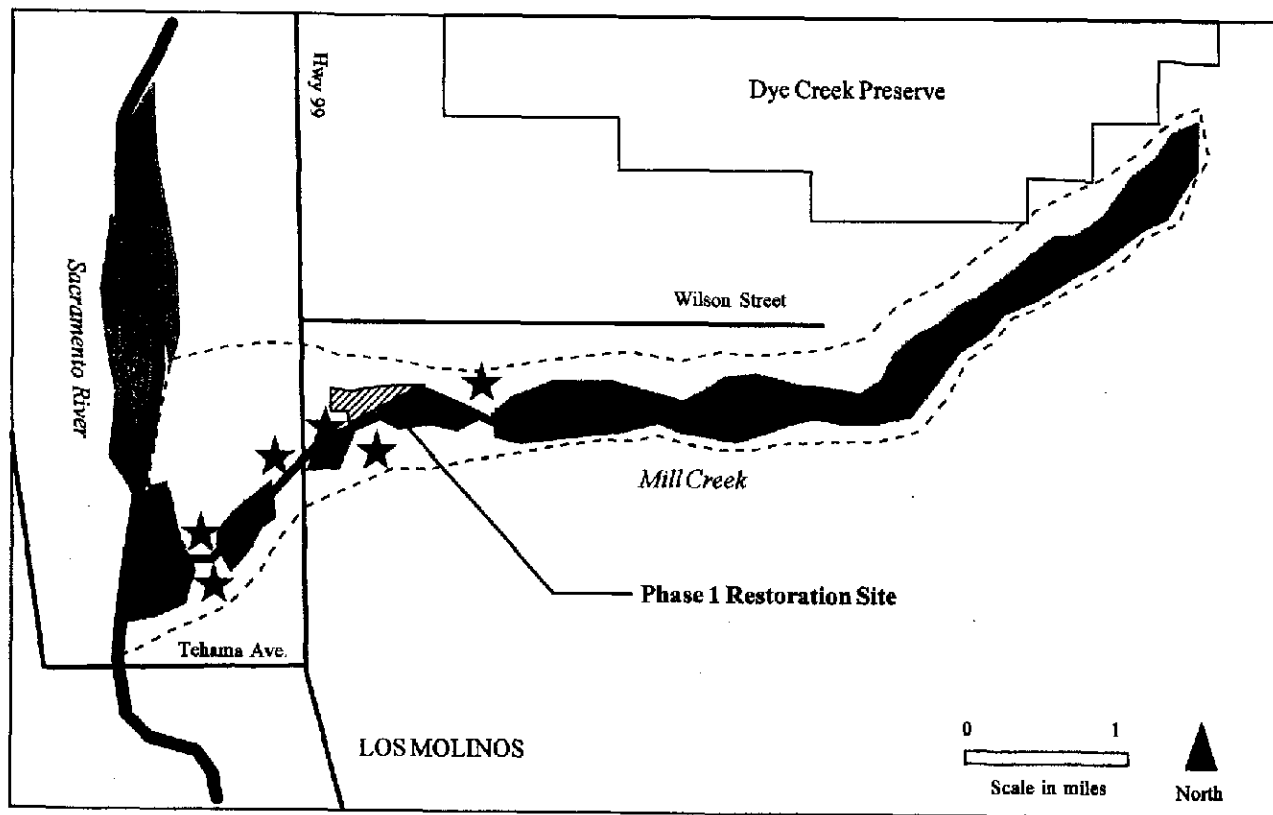 Hwy 99
Dye Creek Preserve
Sacramento River
Wilson Street
Mill Creek
Phase 1 Restoration Site
Tehama Ave.
LOS MOLINOS
0 1
Scale in miles
North